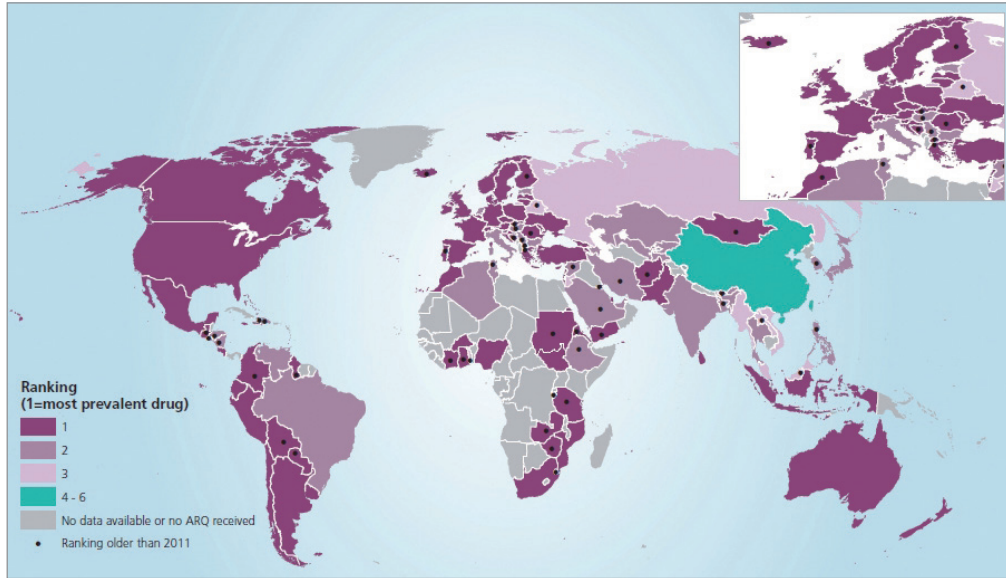 Ranking
(1=most prevalent drug)
1
2
3
4 - 6
No data available or no ARQ received
Ranking older than 2011